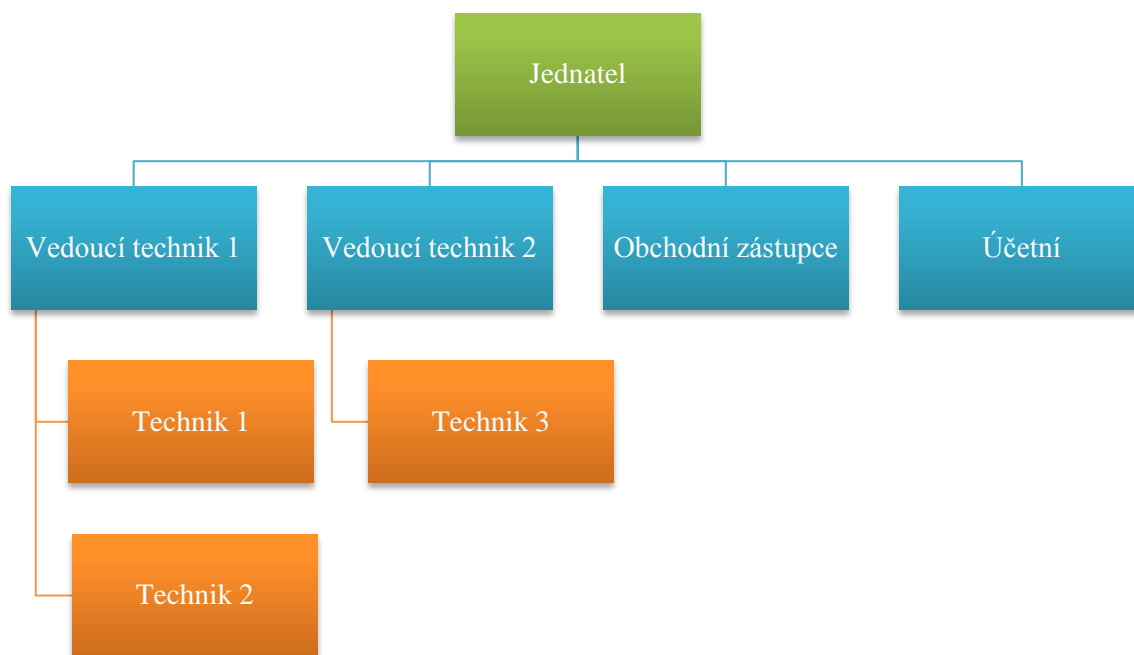 Jednatel
Vedoucí technik 1
Vedoucí technik 2
Obchodní zástupce
Účetní
Technik 1
Technik 3
Technik 2